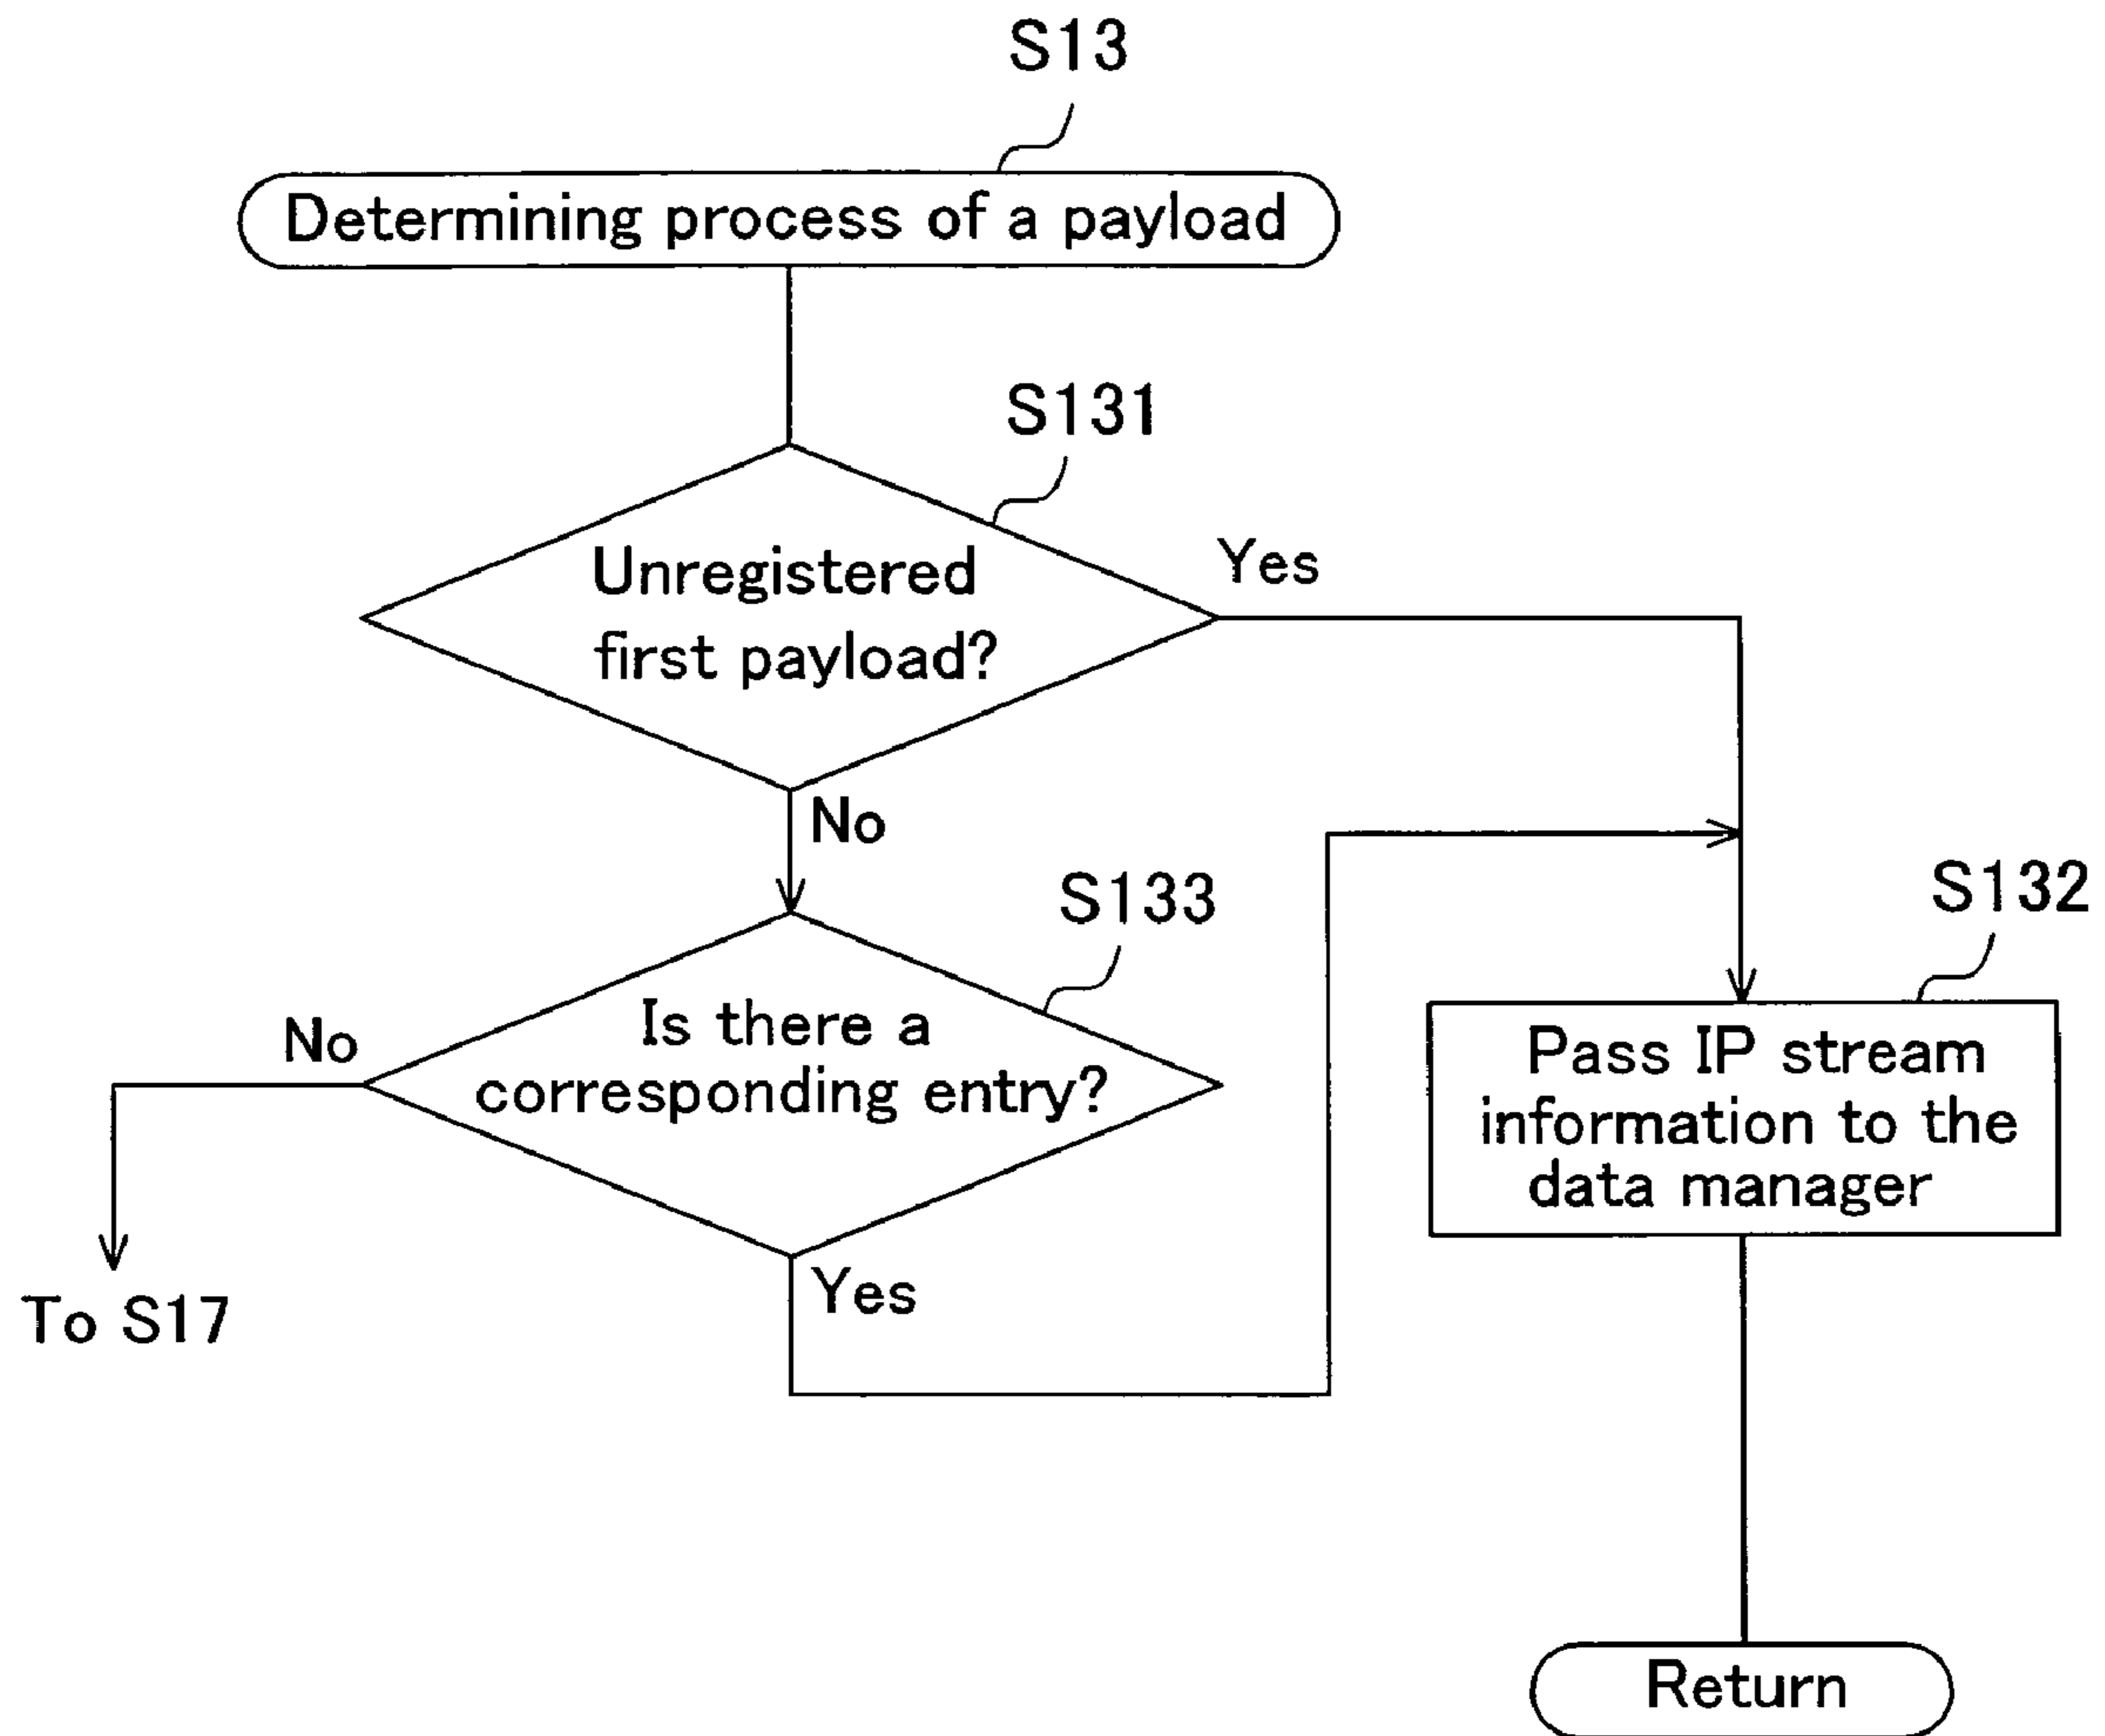 S13
Determining process of a payload
S131
Unregistered
first payload?
Yes
No
S133
Is there a
corresponding entry?
No
To S17
Yes
S132
Pass IP stream
information to the
data manager
Return